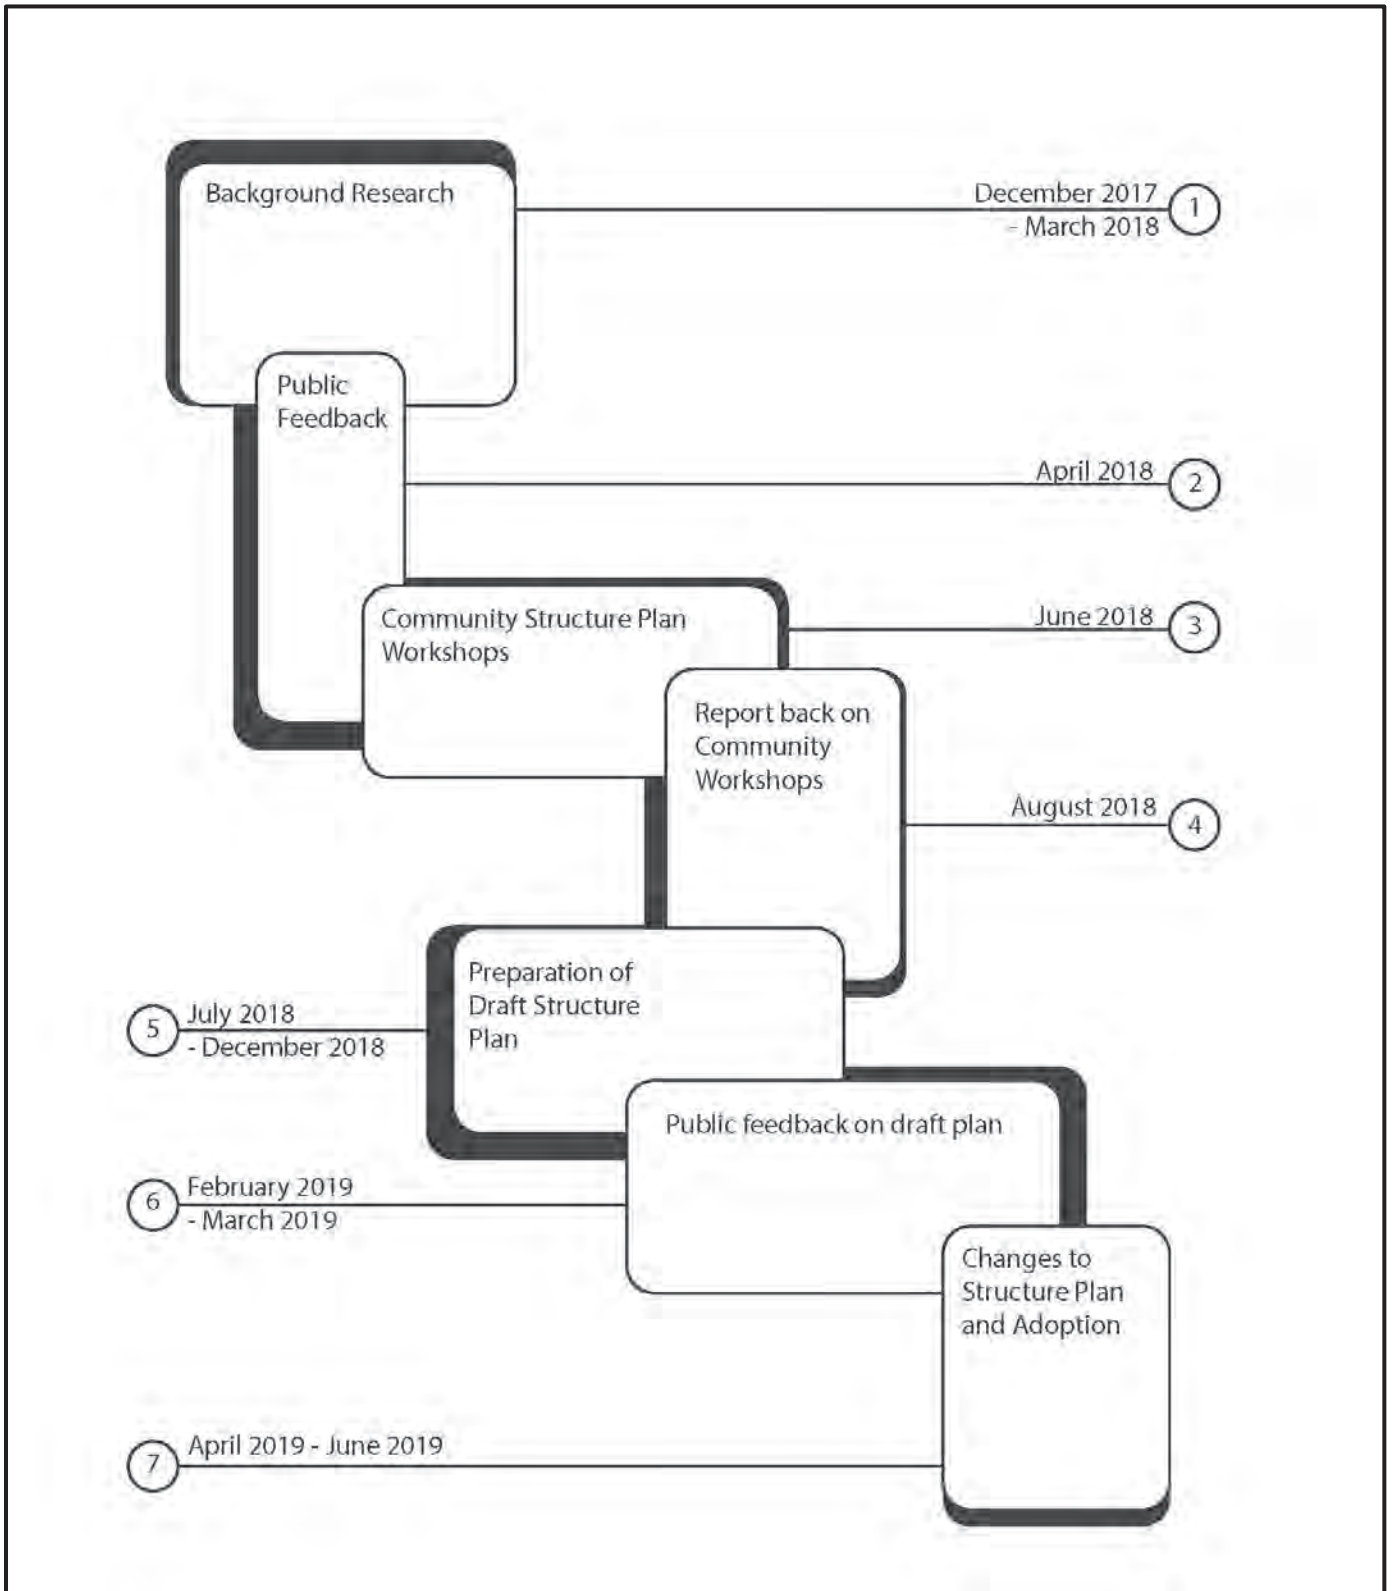 Background Research
December 2017
- March 2018
1
Public
Feedback
April 2018
2
Community Structure Plan
Workshops
June 2018
3
Report back on
Community
Workshops
August 2018
4
Preparation of
Draft Structure
Plan
5
July 2018
- December 2018
Public feedback on draft plan
6
February 2019
- March 2019
Changes to
Structure Plan
and Adoption
7
April 2019 - June 2019